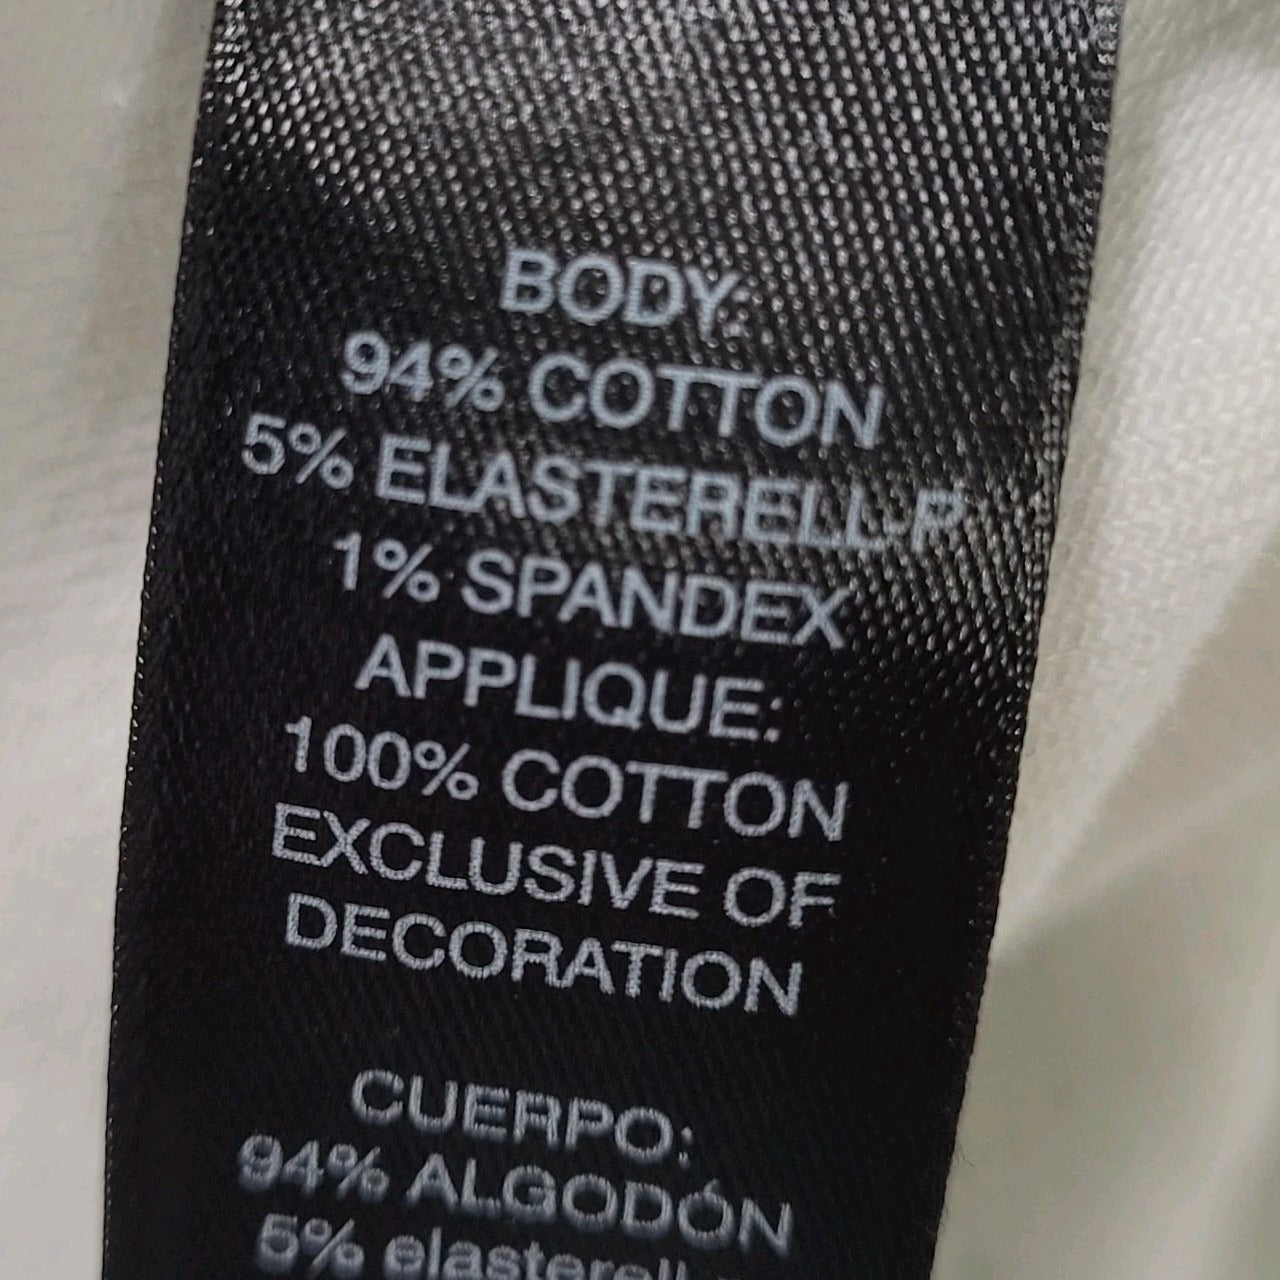 BODY:
94% COTTON
5% ELASTERELL-P
1% SPANDEX
APPLIQUE:
100% COTTON
EXCLUSIVE OF
DECORATION
CUERPO:
94% ALGODÓN
5% elasterell-